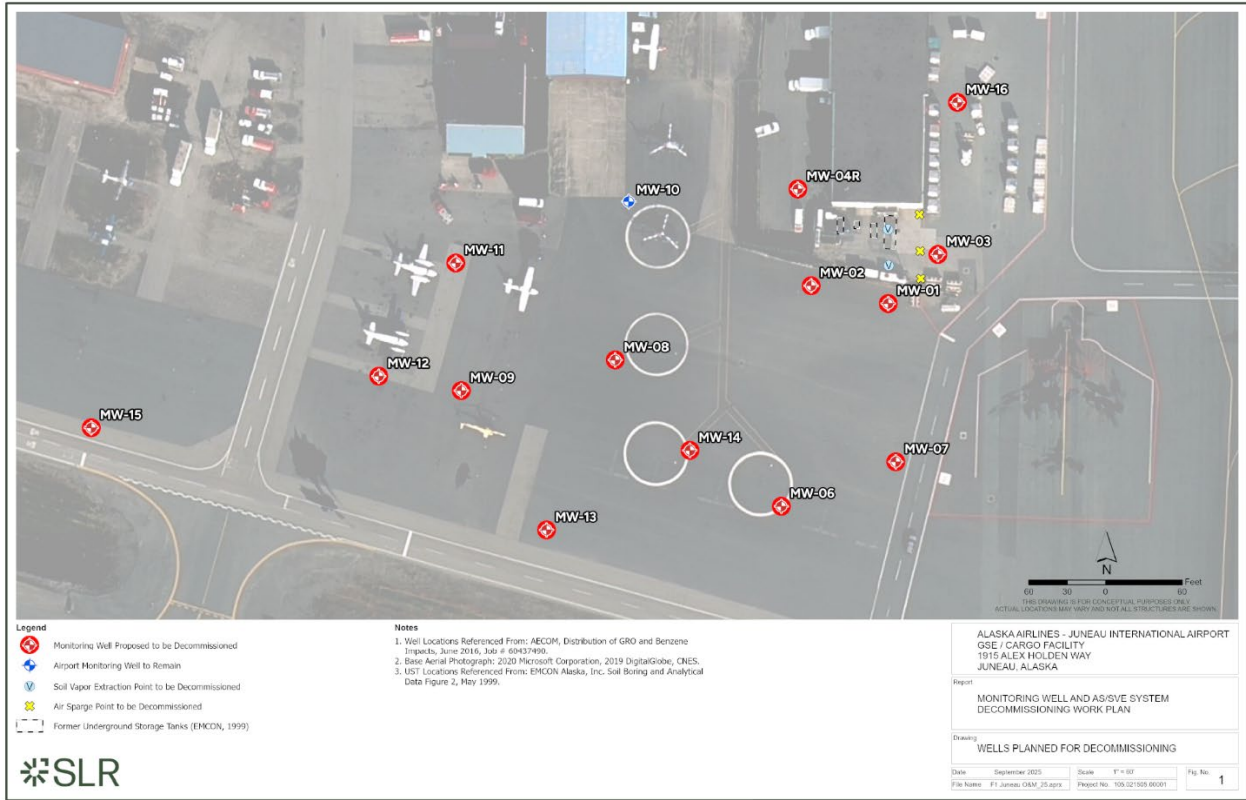 MW-16
MW-04R
MW-10
MW-03
MW-11
MW-02
MW-01
MW-08
MW-12
MW-09
MW-15
MW-14
MW-07
MW-06
MW-13
N
60 30 0 60 Feet
THIS DRAWING IS FOR CONCEPTUAL PURPOSES ONLY.
ACTUAL LOCATIONS MAY VARY AND NOT ALL STRUCTURES ARE SHOWN.
Legend
Monitoring Well Proposed to be Decommissioned
Airport Monitoring Well to Remain
V Soil Vapor Extraction Point to be Decommissioned
Air Sparge Point to be Decommissioned
Former Underground Storage Tanks (EMCON, 1999)
SLR
Notes
1. Well Locations Referenced From: AECOM, Distribution of GRO and Benzene
Impacts, June 2016, Job # 60437490.
2. Base Aerial Photograph: 2020 Microsoft Corporation, 2019 DigitalGlobe, CNES.
3. UST Locations Referenced From: EMCON Alaska, Inc. Soil Boring and Analytical
Data Figure 2, May 1999.
ALASKA AIRLINES - JUNEAU INTERNATIONAL AIRPORT
GSE / CARGO FACILITY
1915 ALEX HOLDEN WAY
JUNEAU, ALASKA
Report
MONITORING WELL AND AS/SVE SYSTEM
DECOMMISSIONING WORK PLAN
Drawing
WELLS PLANNED FOR DECOMMISSIONING
Date September 2025 Scale 1" = 60' Fig. No. 1
File Name F1 Juneau O&M_25.aprx Project No. 105.021605.00001